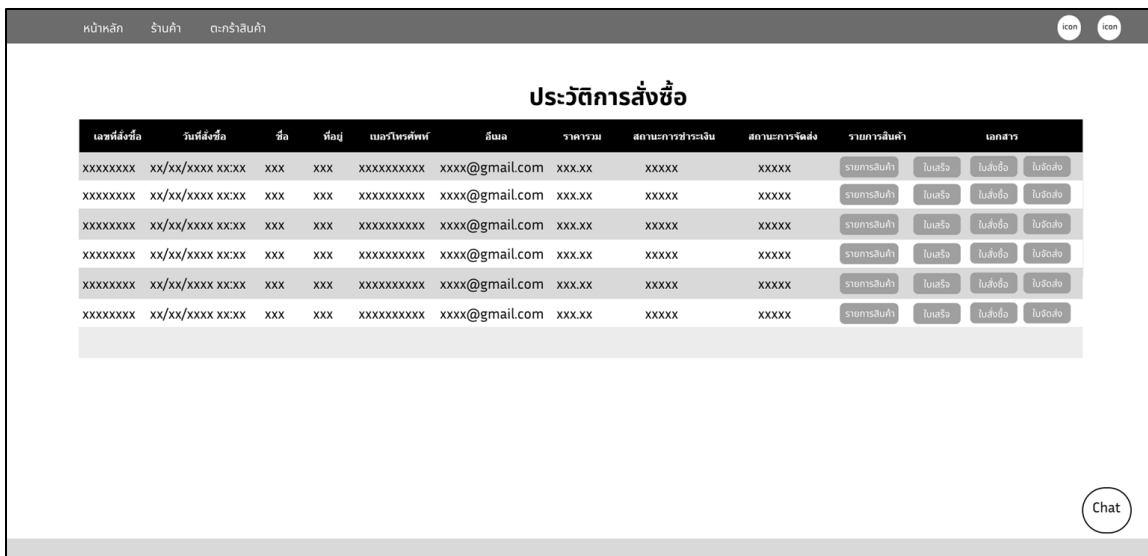 หน้าหลัก ร้านค้า ตะกร้าสินค้า icon icon
ประวัติการสั่งซื้อ
เลขที่สั่งซื้อ วันที่สั่งซื้อ ชื่อ ที่อยู่ เบอร์โทรศัพท์ อีเมล ราคารวม สถานะการชำระเงิน สถานะการจัดส่ง รายการสินค้า เอกสาร
xxxxxxxx xx/xx/xxxx xx:xx xxx xxx xxxxxxxxxx xxxx@gmail.com xxx.xx xxxxx xxxxx รายการสินค้า ใบเสร็จ ใบสั่งซื้อ ใบจัดส่ง
xxxxxxxx xx/xx/xxxx xx:xx xxx xxx xxxxxxxxxx xxxx@gmail.com xxx.xx xxxxx xxxxx รายการสินค้า ใบเสร็จ ใบสั่งซื้อ ใบจัดส่ง
xxxxxxxx xx/xx/xxxx xx:xx xxx xxx xxxxxxxxxx xxxx@gmail.com xxx.xx xxxxx xxxxx รายการสินค้า ใบเสร็จ ใบสั่งซื้อ ใบจัดส่ง
xxxxxxxx xx/xx/xxxx xx:xx xxx xxx xxxxxxxxxx xxxx@gmail.com xxx.xx xxxxx xxxxx รายการสินค้า ใบเสร็จ ใบสั่งซื้อ ใบจัดส่ง
xxxxxxxx xx/xx/xxxx xx:xx xxx xxx xxxxxxxxxx xxxx@gmail.com xxx.xx xxxxx xxxxx รายการสินค้า ใบเสร็จ ใบสั่งซื้อ ใบจัดส่ง
xxxxxxxx xx/xx/xxxx xx:xx xxx xxx xxxxxxxxxx xxxx@gmail.com xxx.xx xxxxx xxxxx รายการสินค้า ใบเสร็จ ใบสั่งซื้อ ใบจัดส่ง
Chat